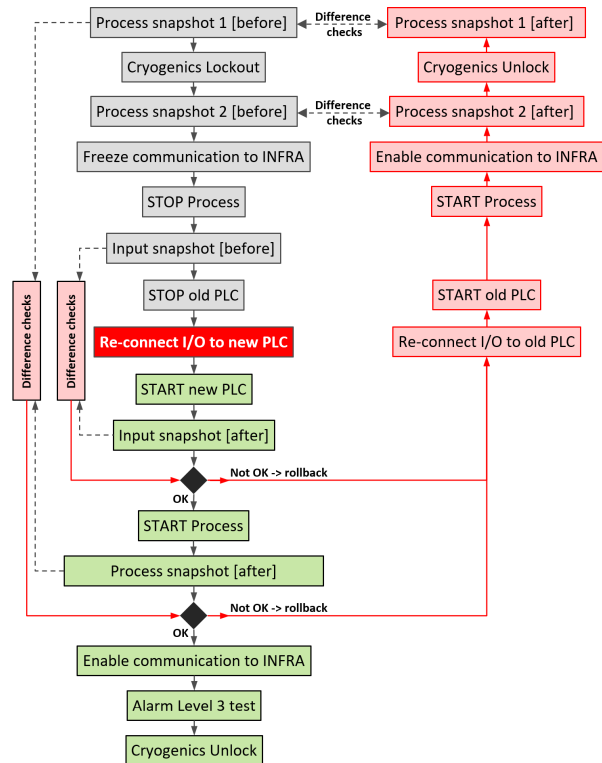 Process snapshot 1 [before]
Difference
checks
Process snapshot 1 [after]
Cryogenics Lockout
Cryogenics Unlock
Process snapshot 2 [before]
Difference
checks
Process snapshot 2 [after]
Freeze communication to INFRA
Enable communication to INFRA
STOP Process
START Process
Input snapshot [before]
STOP old PLC
START old PLC
Difference checks
Difference checks
Re-connect I/O to new PLC
Re-connect I/O to old PLC
START new PLC
Input snapshot [after]
Not OK -> rollback
OK
START Process
Process snapshot [after]
Not OK -> rollback
OK
Enable communication to INFRA
Alarm Level 3 test
Cryogenics Unlock